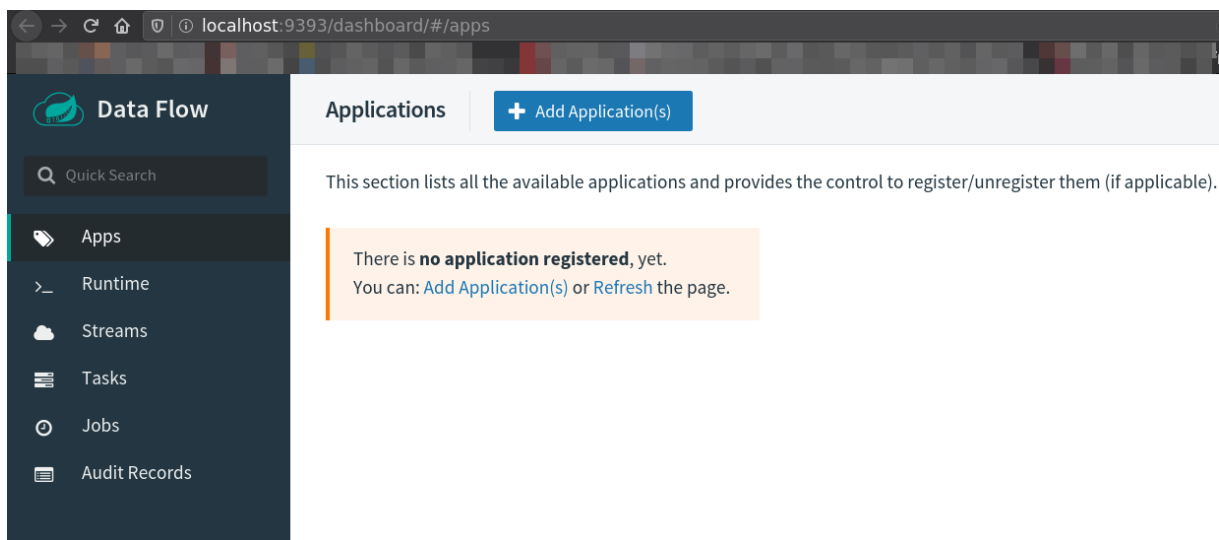 localhost:9393/dashboard/#/apps
Data Flow
Quick Search
Apps
Runtime
Streams
Tasks
Jobs
Audit Records
Applications
Add Application(s)
This section lists all the available applications and provides the control to register/unregister them (if applicable).
There is no application registered, yet.
You can: Add Application(s) or Refresh the page.